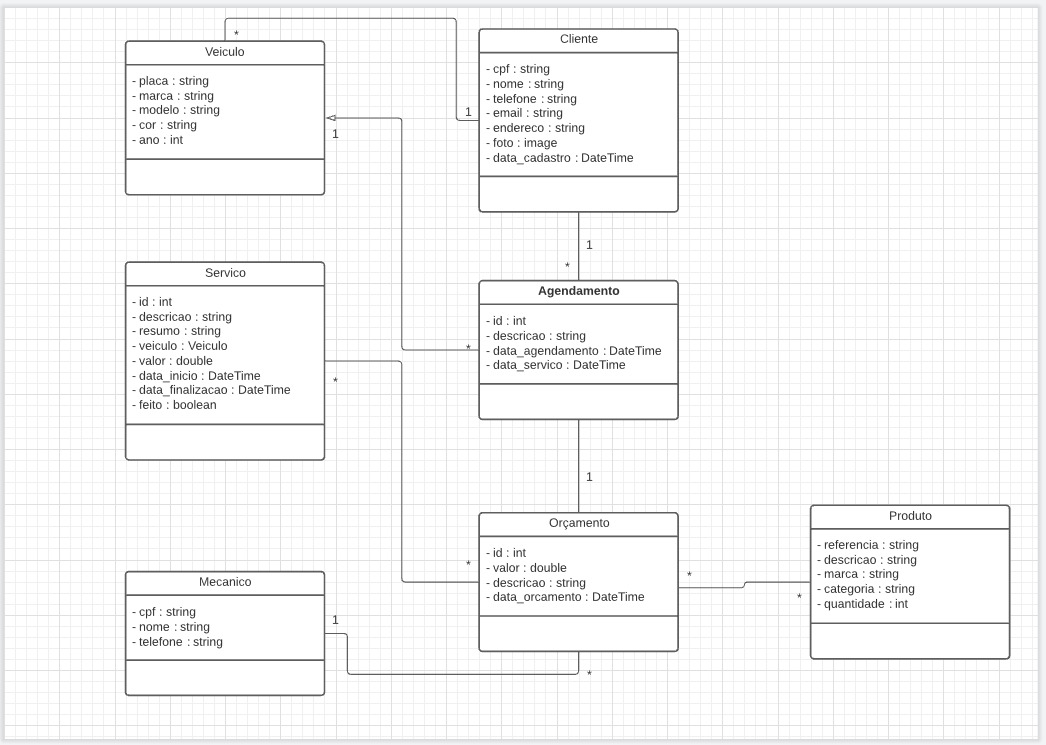 *
Veiculo
- placa : string
- marca : string
- modelo : string
- cor : string
- ano : int
1
Cliente
- cpf : string
- nome : string
- telefone : string
- email : string
- endereco : string
- foto : image
- data_cadastro : DateTime
1
1
*
Servico
- id : int
- descricao : string
- resumo : string
- veiculo : Veiculo
- valor : double
- data_inicio : DateTime
- data_finalizacao : DateTime
- feito : boolean
*
Agendamento
- id : int
- descricao : string
- data_agendamento : DateTime
- data_servico : DateTime
*
1
Orçamento
- id : int
- valor : double
- descricao : string
- data_orcamento : DateTime
*
*
*
Produto
- referencia : string
- descricao : string
- marca : string
- categoria : string
- quantidade : int
*
Mecanico
- cpf : string
- nome : string
- telefone : string
1